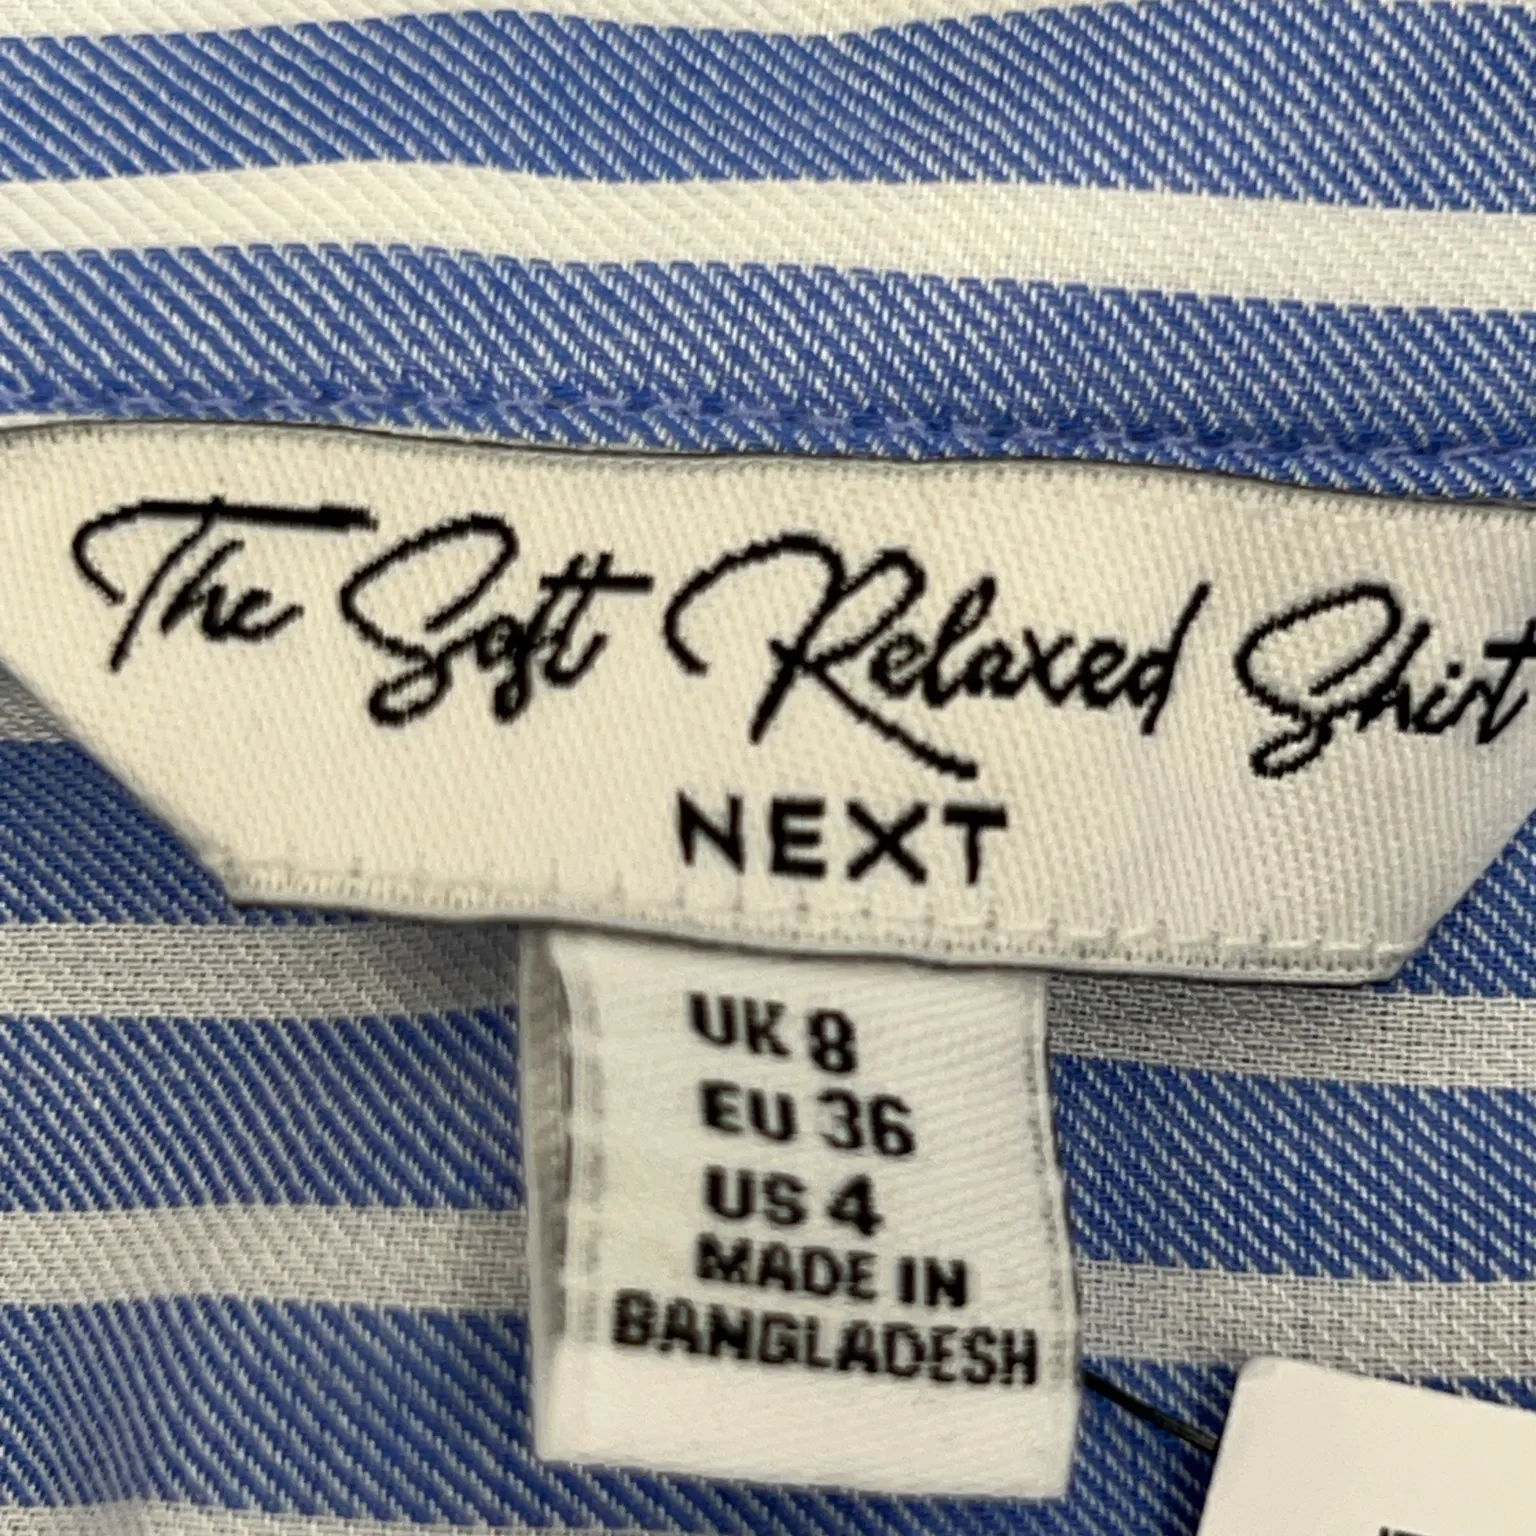 The Soft Relaxed Shirt
NEXT
UK 8
EU 36
US 4
MADE IN
BANGLADESH